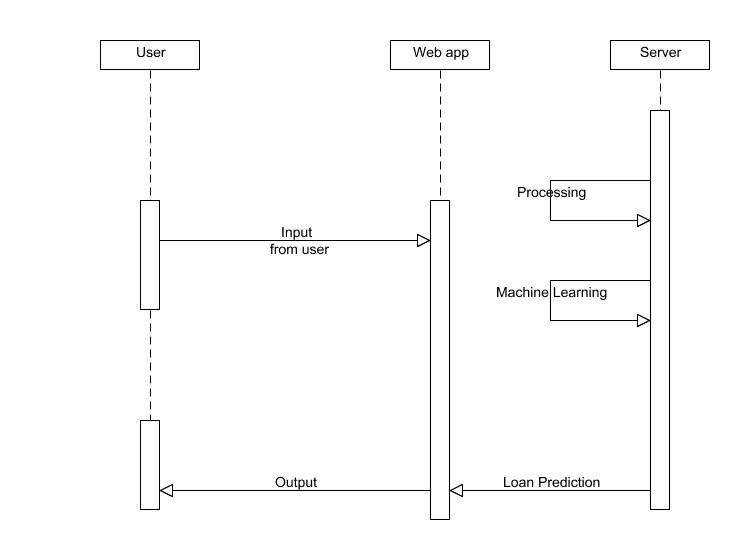 User
Web app
Server
Processing
Input
from user
Machine Learning
Output
Loan Prediction